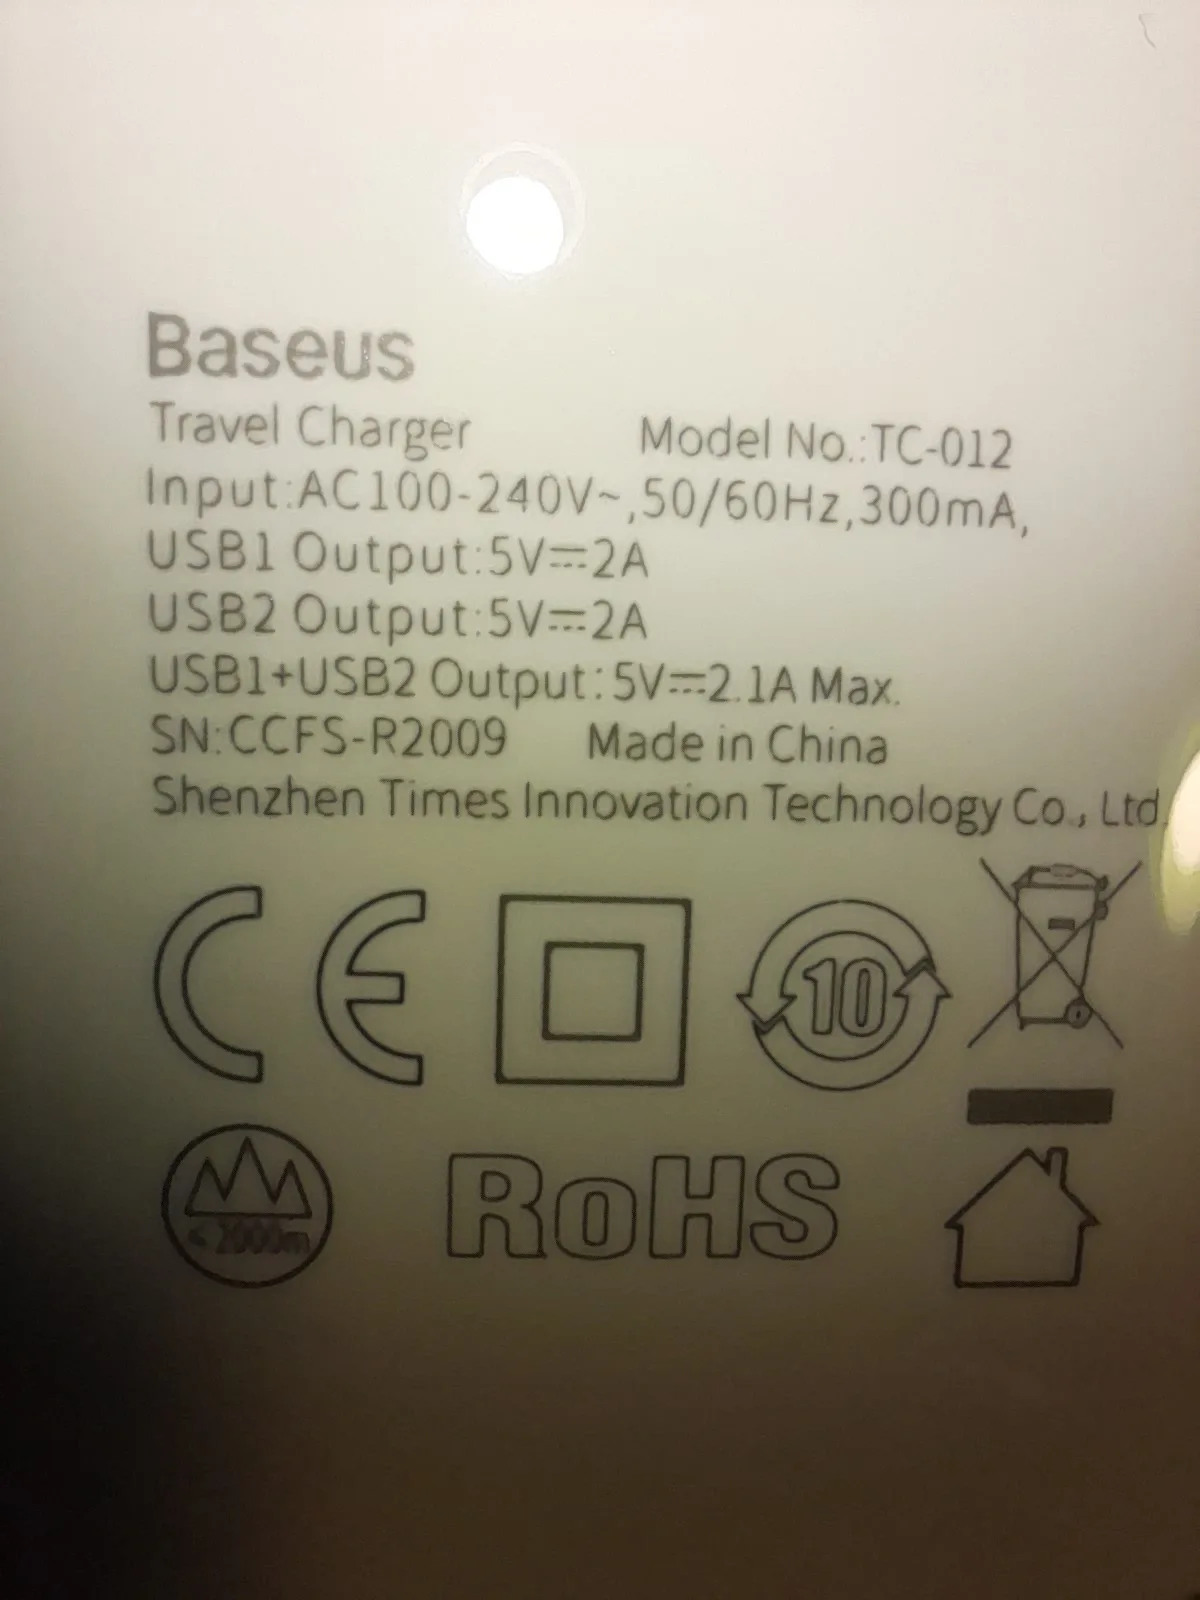 Baseus
Travel Charger Model No.:TC-012
Input:AC100-240V~,50/60Hz,300mA,
USB1 Output:5V⎓2A
USB2 Output:5V⎓2A
USB1+USB2 Output:5V⎓2.1A Max.
SN:CCFS-R2009 Made in China
Shenzhen Times Innovation Technology Co., Ltd.
CE 10
< 2000m RoHS